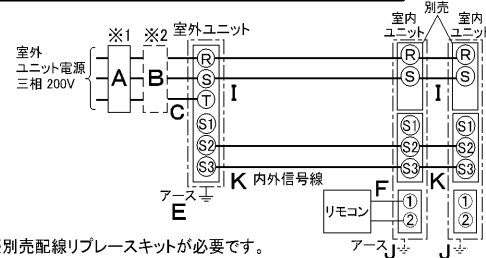 別売
※1 ※2 室外ユニット 室内ユニット 室内ユニット
室外
ユニット電源
三相 200V
A B C
R S T S1 S2 S3
I
R S S1 S2 S3 1 2
I
R S S1 S2 S3 1 2
K 内外信号線
K
F
リモコン
アース
E
アース J J
別売配線リプレースキットが必要です。